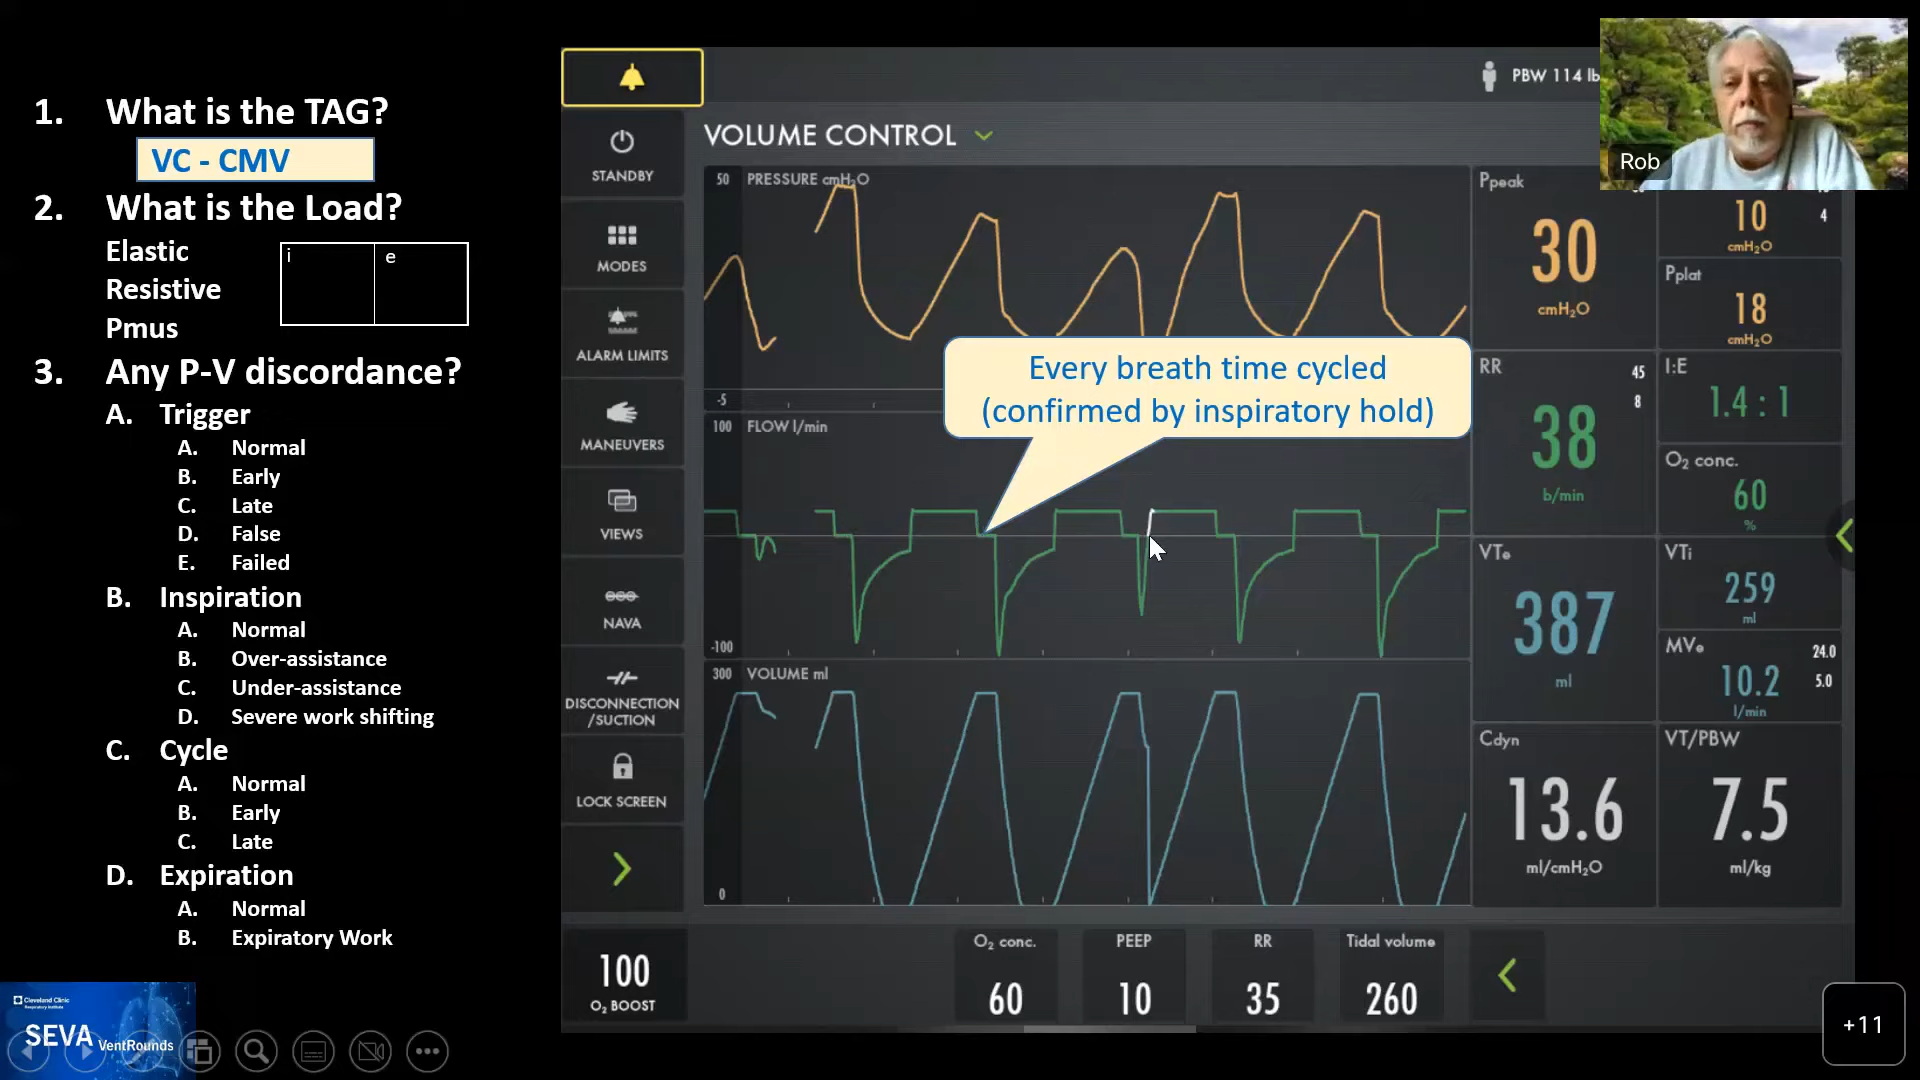 1. What is the TAG?
VC - CMV
2. What is the Load?
Elastic
Resistive
Pmus
i e
3. Any P-V discordance?
A. Trigger
A. Normal
B. Early
C. Late
D. False
E. Failed
B. Inspiration
A. Normal
B. Over-assistance
C. Under-assistance
D. Severe work shifting
C. Cycle
A. Normal
B. Early
C. Late
D. Expiration
A. Normal
B. Expiratory Work
Cleveland Clinic
Respiratory Institute
SEVA VentRounds
STANDBY
MODES
ALARM LIMITS
MANEUVERS
VIEWS
NAVA
DISCONNECTION
/SUCTION
LOCK SCREEN
100
O₂ BOOST
PBW 114 lb
VOLUME CONTROL
50 PRESSURE cmH₂O
-5
Every breath time cycled
(confirmed by inspiratory hold)
100 FLOW l/min
-100
300 VOLUME ml
0
Ppeak
30
cmH₂O
10 4
cmH₂O
Pplat
18
cmH₂O
RR 45
8
38
b/min
I:E
1.4 : 1
O₂ conc.
60
%
VTe
387
ml
VTi
259
ml
MVe 24.0
10.2 5.0
l/min
Cdyn
13.6
ml/cmH₂O
VT/PBW
7.5
ml/kg
O₂ conc. PEEP RR Tidal volume
60 10 35 260
Rob
+11